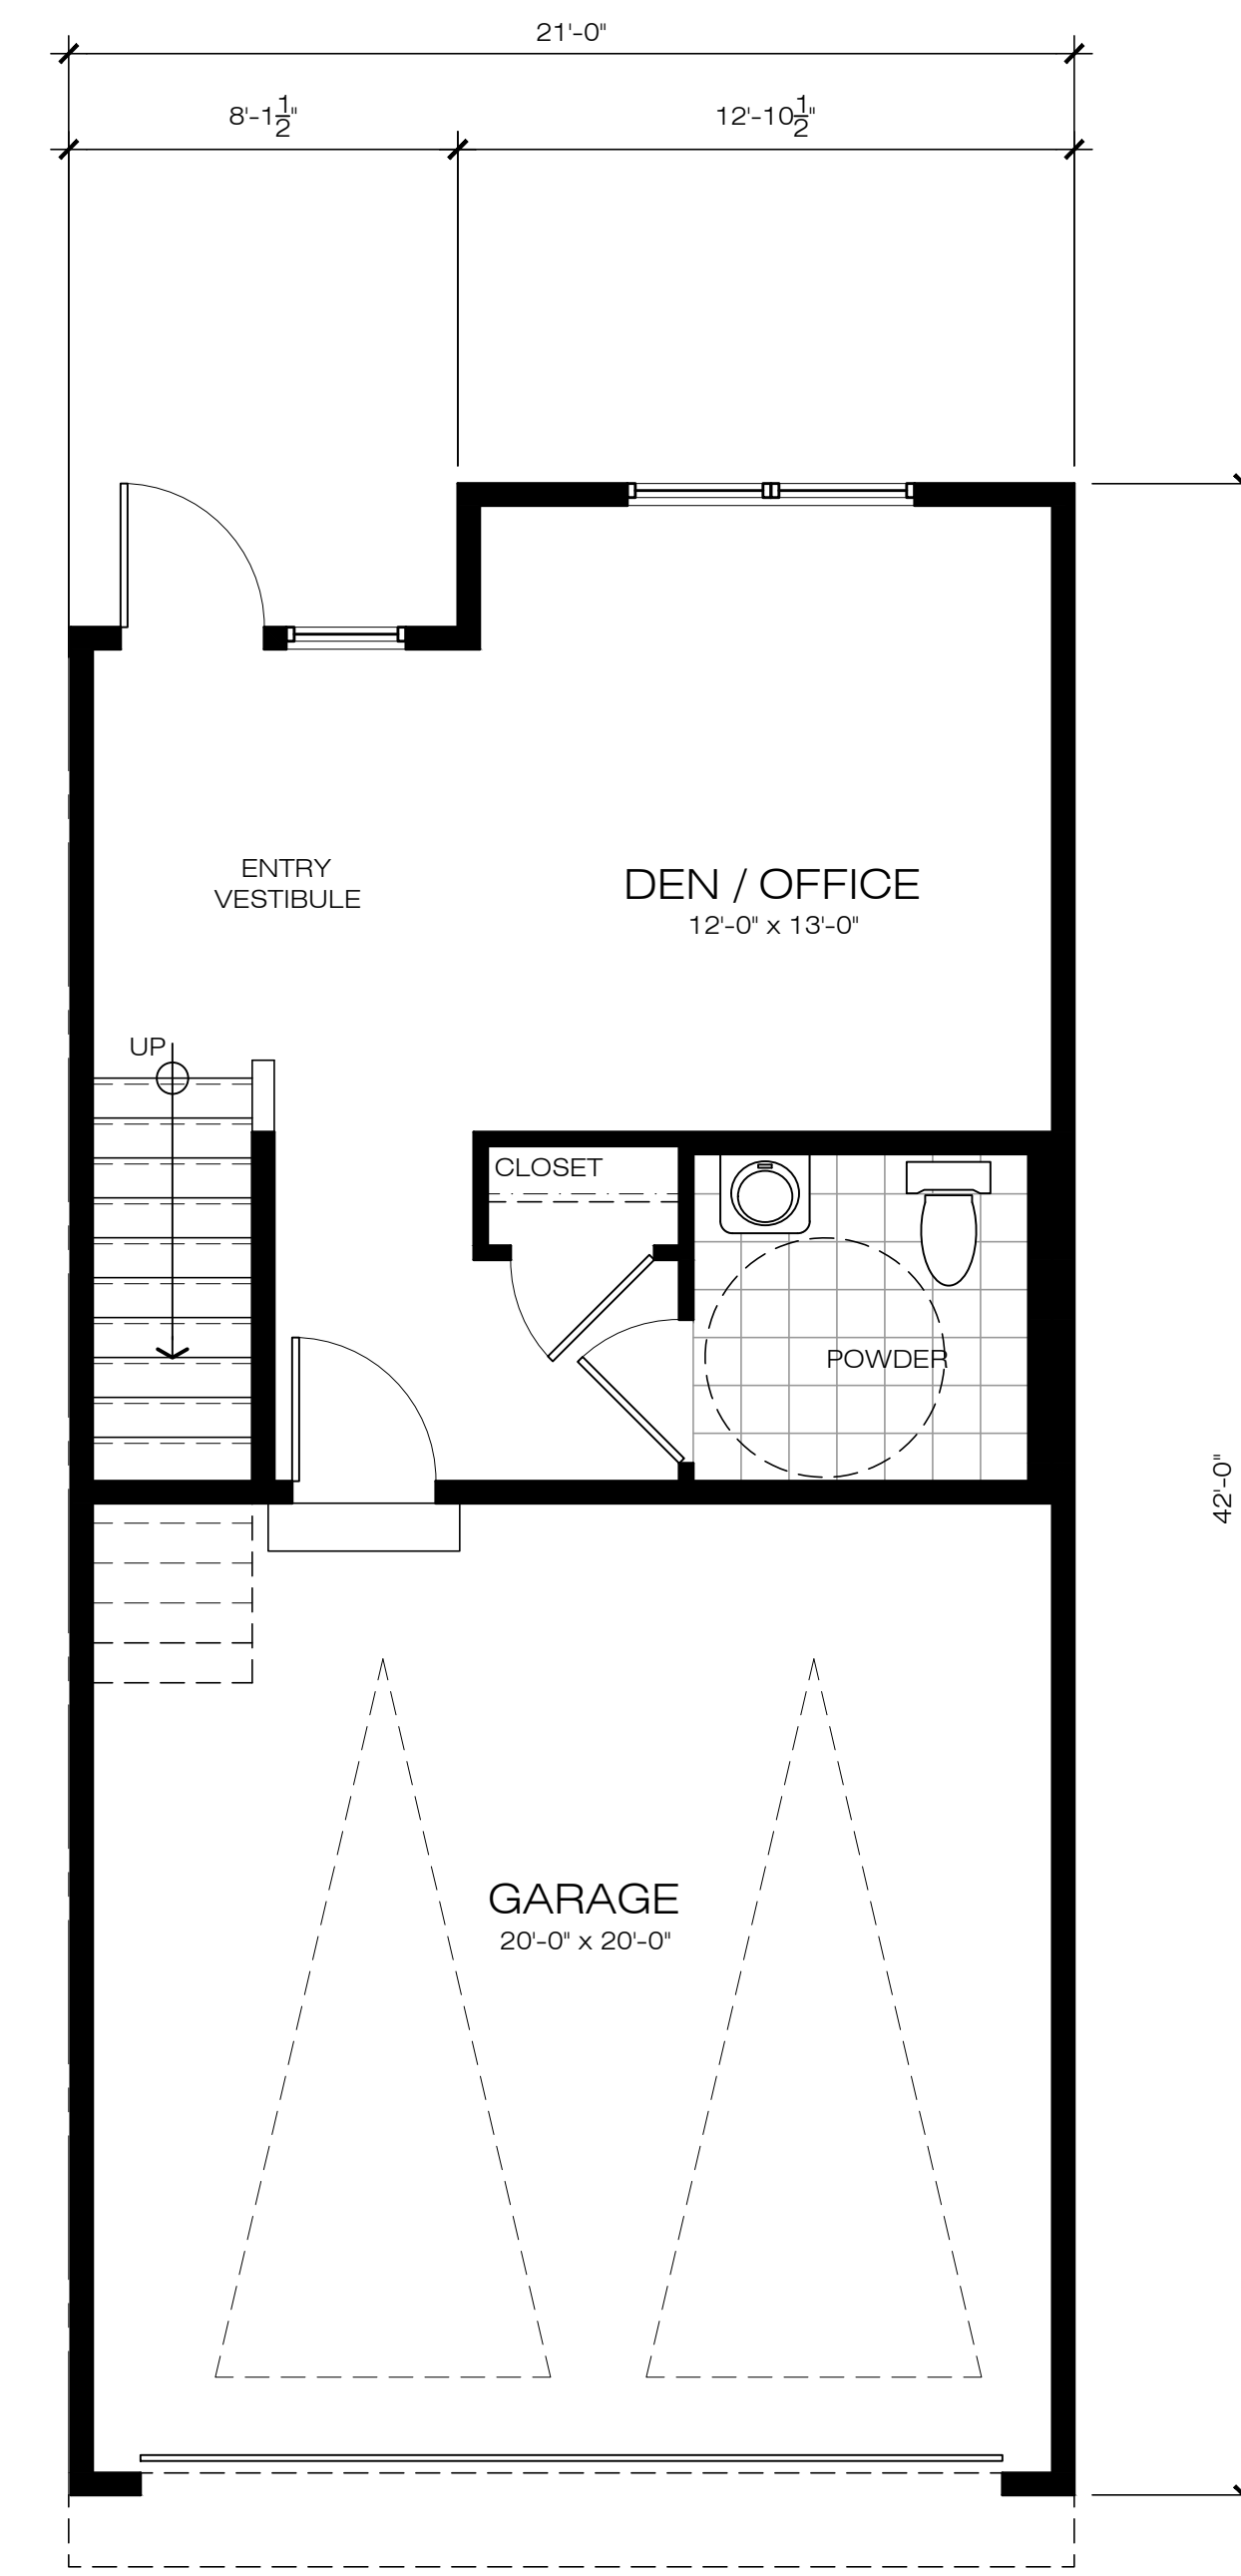 21'-0"
8'-1½"
12'-10½"
ENTRY
VESTIBULE
DEN / OFFICE
12'-0" x 13'-0"
UP
CLOSET
POWDER
42'-0"
GARAGE
20'-0" x 20'-0"